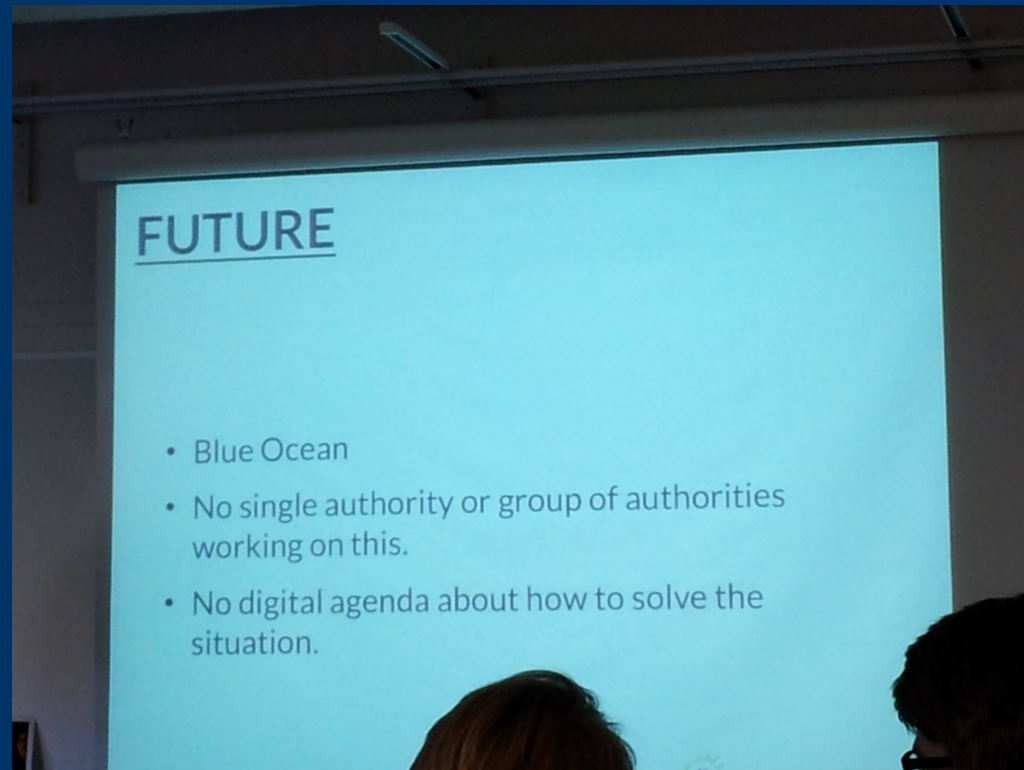 FUTURE
• Blue Ocean
• No single authority or group of authorities
working on this.
• No digital agenda about how to solve the
situation.